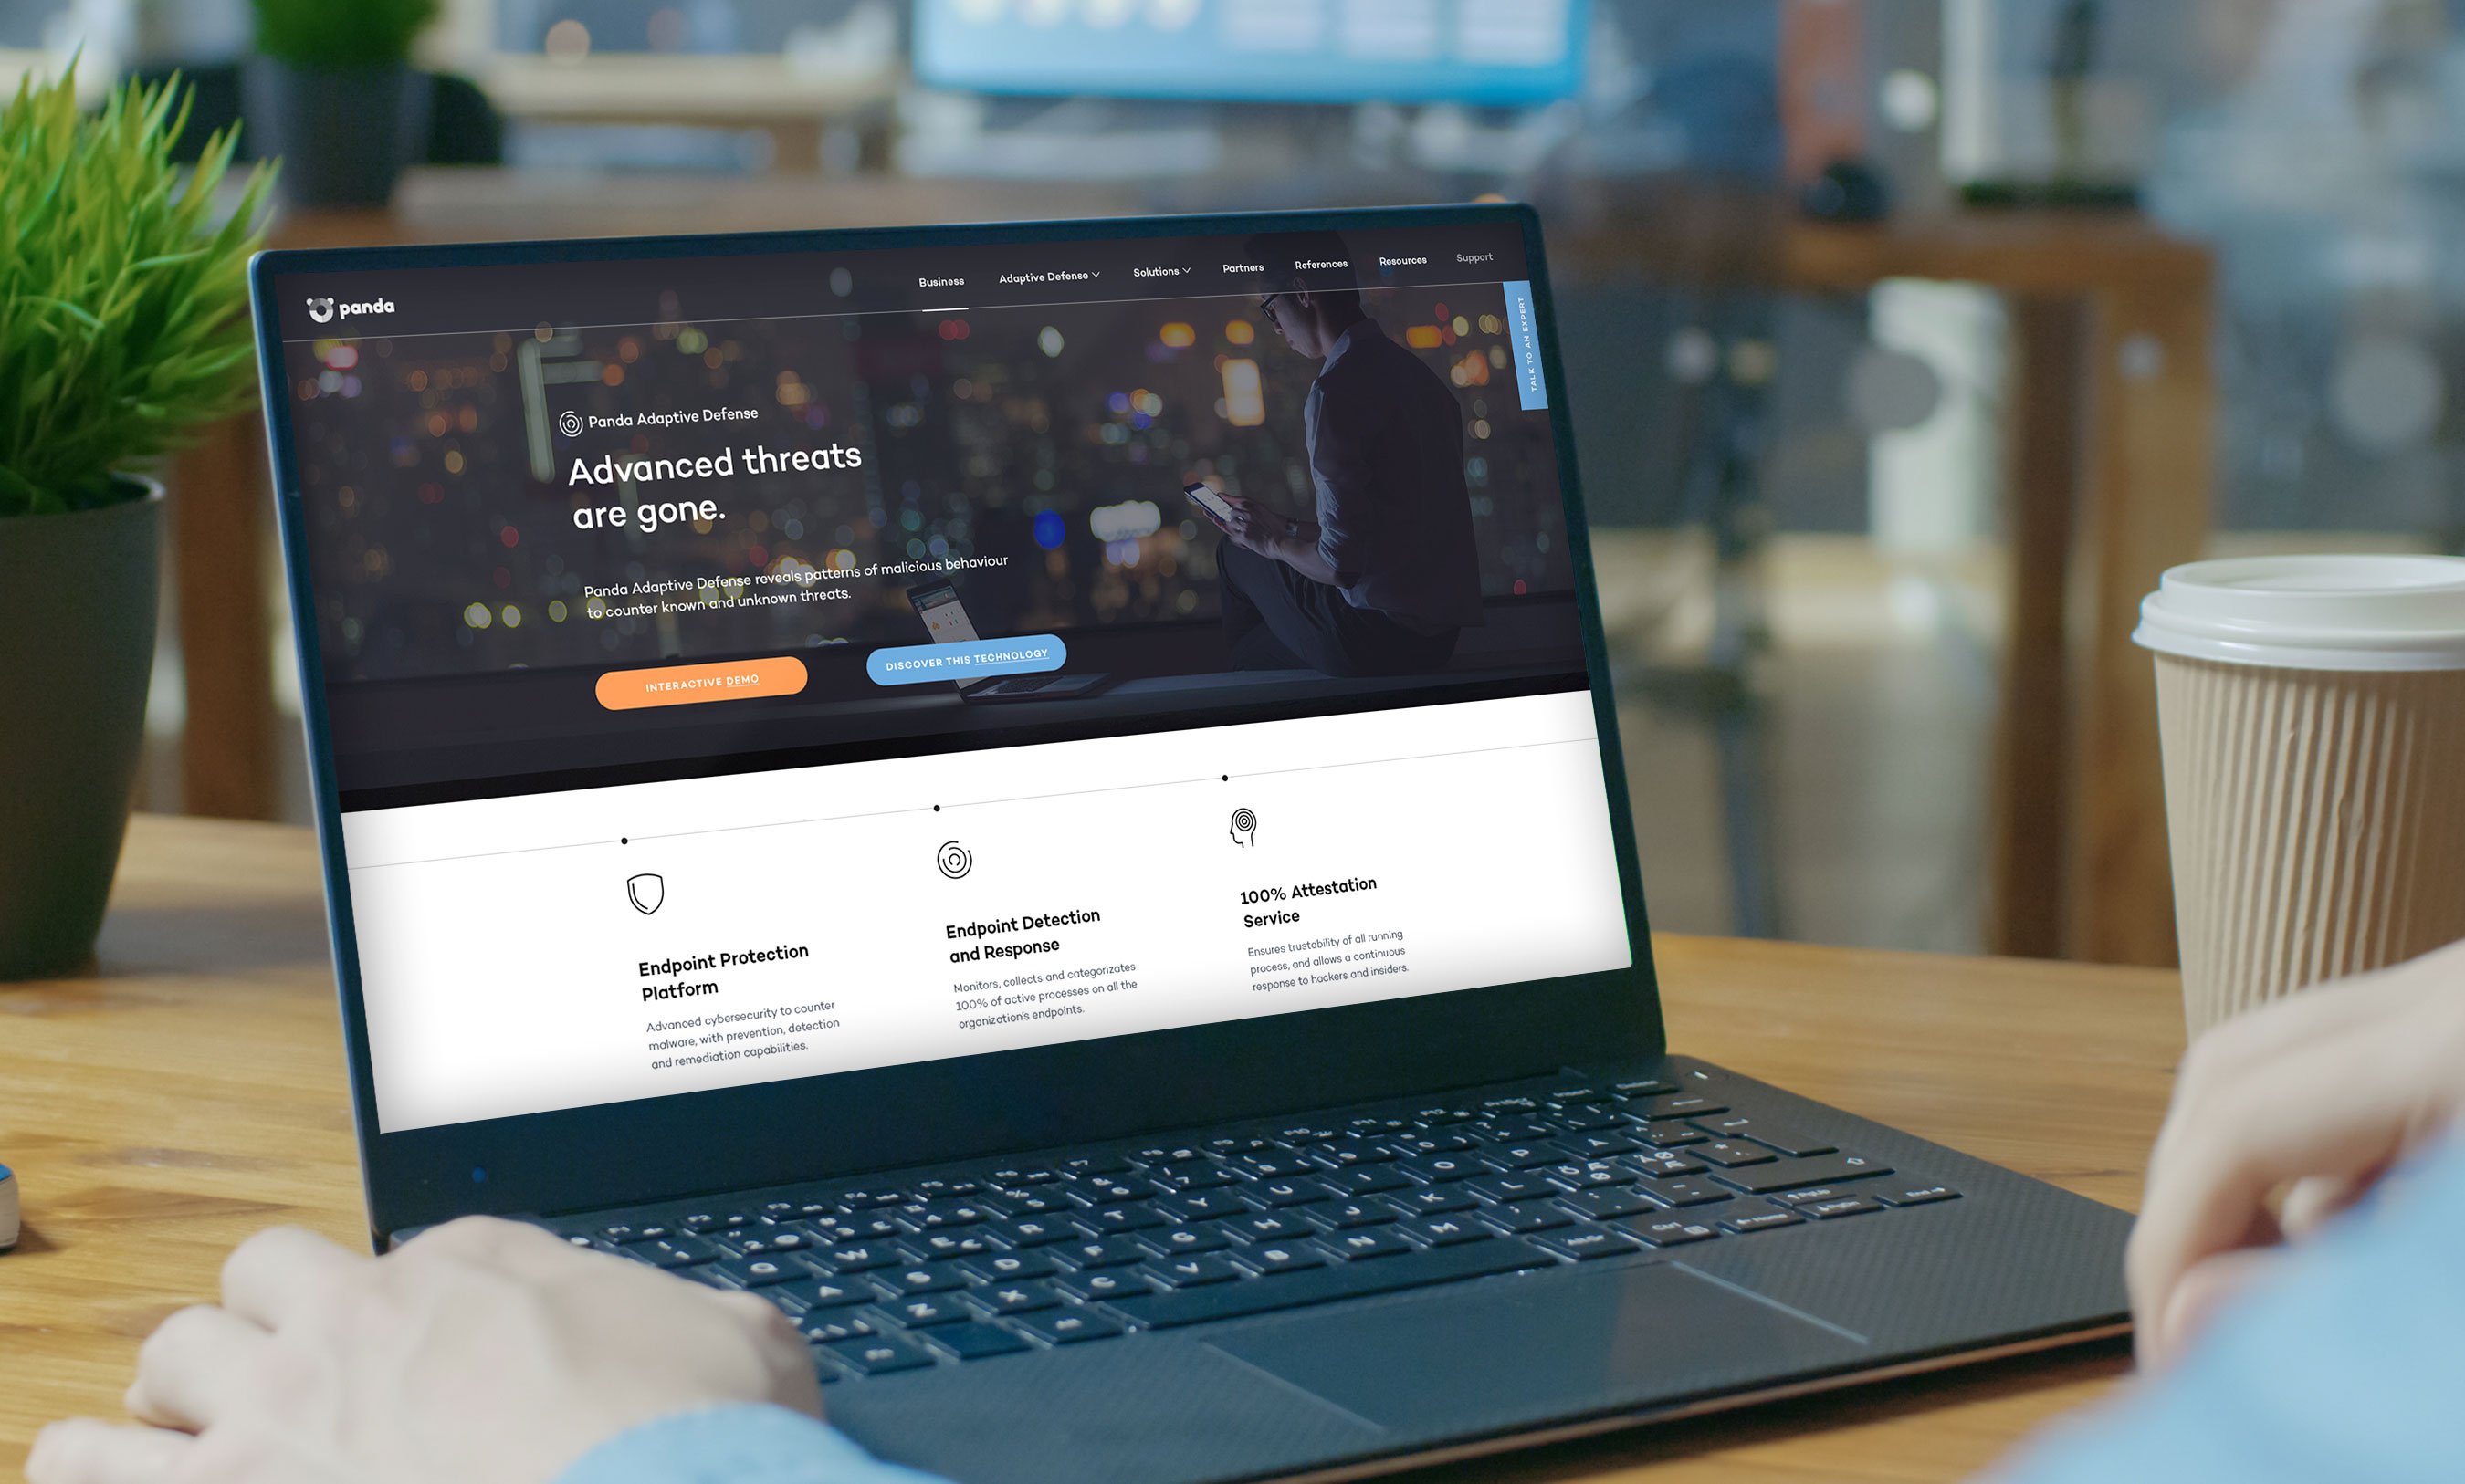 panda
Business
Adaptive Defense
Solutions
Partners
References
Resources
Support
TALK TO AN EXPERT
Panda Adaptive Defense
Advanced threats
are gone.
Panda Adaptive Defense reveals patterns of malicious behaviour
to counter known and unknown threats.
INTERACTIVE DEMO
DISCOVER THIS TECHNOLOGY
Endpoint Protection
Platform
Advanced cybersecurity to counter
malware, with prevention, detection
and remediation capabilities.
Endpoint Detection
and Response
Monitors, collects and categorizates
100% of active processes on all the
organization's endpoints.
100% Attestation
Service
Ensures trustability of all running
process, and allows a continuous
response to hackers and insiders.
Q W E R T Y U I O P Å
A S D F G H J K L
Z X C V B N M